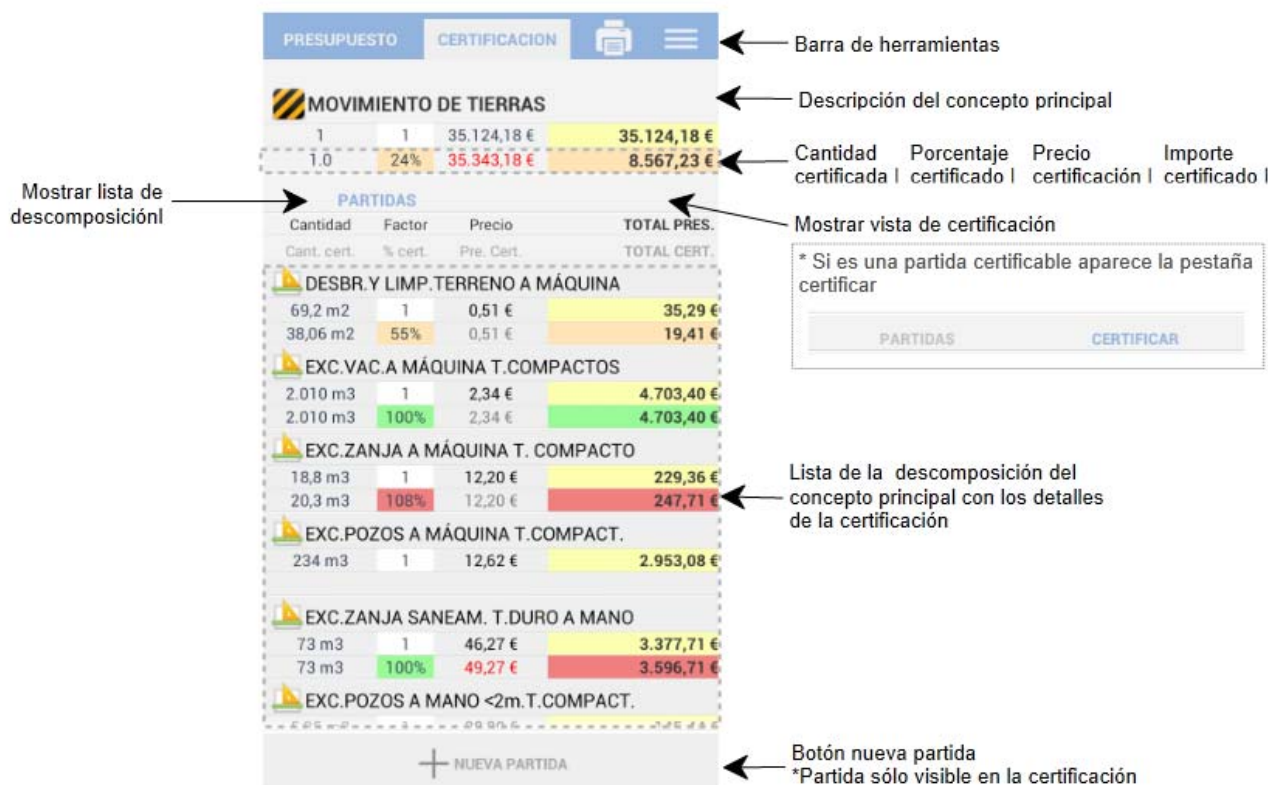 PRESUPUESTO CERTIFICACION
Barra de herramientas
MOVIMIENTO DE TIERRAS
Descripción del concepto principal
1 1 35.124,18 € 35.124,18 €
1.0 24% 35.343,18 € 8.567,23 €
Cantidad Porcentaje Precio Importe
certificada | certificado | certificación | certificado |
Mostrar lista de
descomposiciónl
PARTIDAS
Mostrar vista de certificación
Cantidad Factor Precio TOTAL PRES.
Cant. cert. % cert. Pre. Cert. TOTAL CERT.
* Si es una partida certificable aparece la pestaña
certificar
PARTIDAS CERTIFICAR
DESBR.Y LIMP.TERRENO A MÁQUINA
69,2 m2 1 0,51 € 35,29 €
38,06 m2 55% 0,51 € 19,41 €
EXC.VAC.A MÁQUINA T.COMPACTOS
2.010 m3 1 2,34 € 4.703,40 €
2.010 m3 100% 2,34 € 4.703,40 €
EXC.ZANJA A MÁQUINA T. COMPACTO
18,8 m3 1 12,20 € 229,36 €
20,3 m3 108% 12,20 € 247,71 €
Lista de la descomposición del
concepto principal con los detalles
de la certificación
EXC.POZOS A MÁQUINA T.COMPACT.
234 m3 1 12,62 € 2.953,08 €
EXC.ZANJA SANEAM. T.DURO A MANO
73 m3 1 46,27 € 3.377,71 €
73 m3 100% 49,27 € 3.596,71 €
EXC.POZOS A MANO <2m.T.COMPACT.
NUEVA PARTIDA
Botón nueva partida
*Partida sólo visible en la certificación